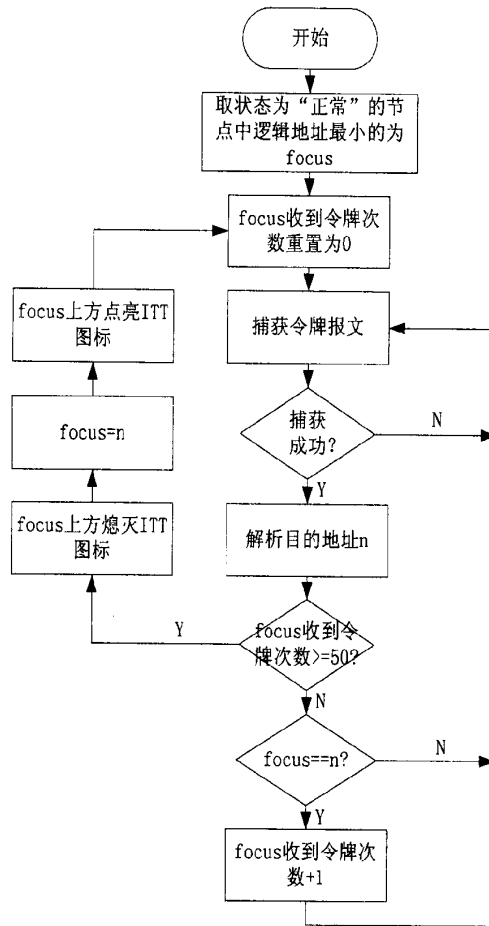 开始
取状态为“正常”的节
点中逻辑地址最小的为
focus
focus收到令牌次
数重置为0
focus上方点亮ITT
图标
捕获令牌报文
捕获
成功?
N
Y
focus=n
focus上方熄灭ITT
图标
解析目的地址n
Y
focus收到令
牌次数>=50?
N
focus==n?
N
Y
focus收到令牌次
数+1